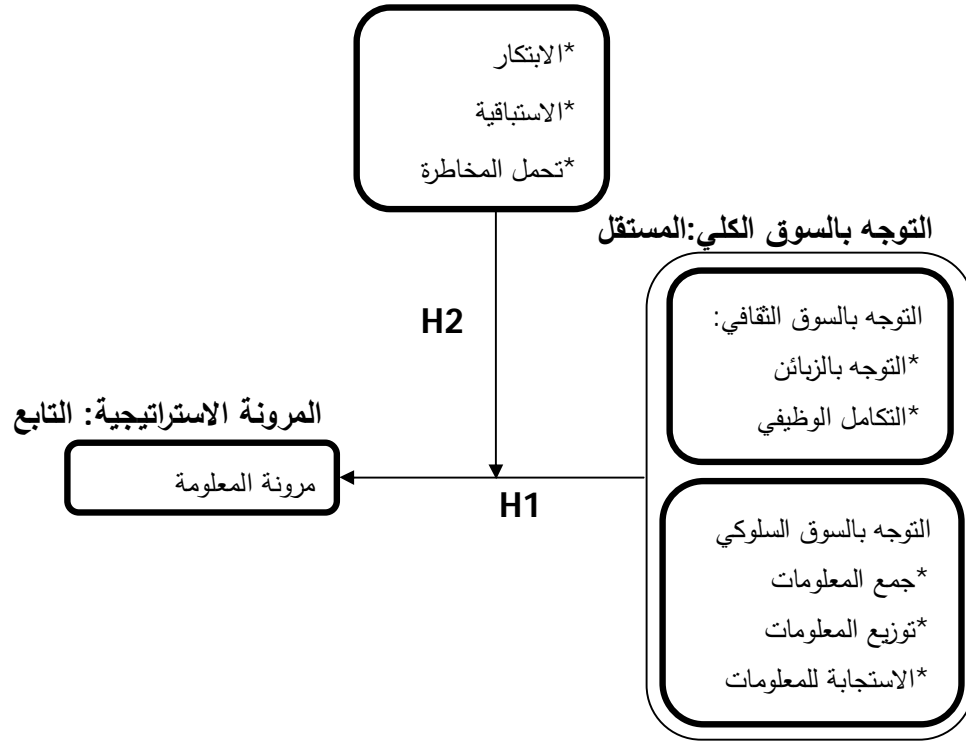 *الابتكار
*الاستباقية
*تحمل المخاطرة
التوجه بالسوق الكلي:المستقل
التوجه بالسوق الثقافي:
*التوجه بالزبائن
*التكامل الوظيفي
H2
المرونة الاستراتيجية: التابع
مرونة المعلومة
H1
التوجه بالسوق السلوكي
*جمع المعلومات
*توزيع المعلومات
*الاستجابة للمعلومات